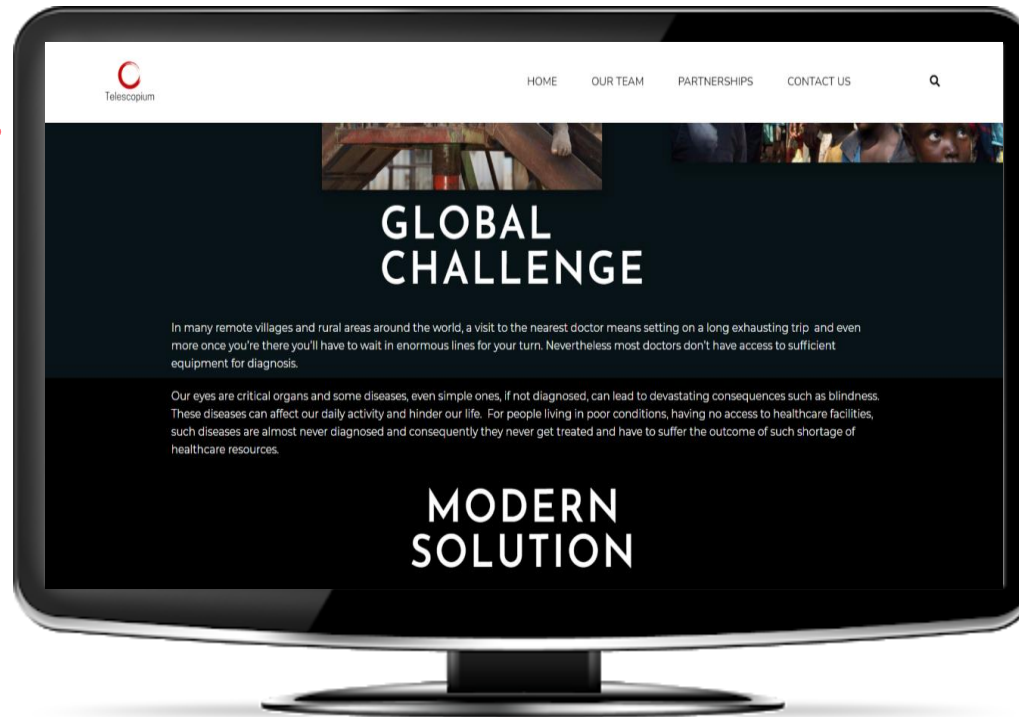 Telescopium
HOME OUR TEAM PARTNERSHIPS CONTACT US
GLOBAL
CHALLENGE
In many remote villages and rural areas around the world, a visit to the nearest doctor means setting on a long exhausting trip  and even
more once you're there you'll have to wait in enormous lines for your turn. Nevertheless most doctors don't have access to sufficient
equipment for diagnosis.
Our eyes are critical organs and some diseases, even simple ones, if not diagnosed, can lead to devastating consequences such as blindness.
These diseases can affect our daily activity and hinder our life.  For people living in poor conditions, having no access to healthcare facilities,
such diseases are almost never diagnosed and consequently they never get treated and have to suffer the outcome of such shortage of
healthcare resources.
MODERN
SOLUTION